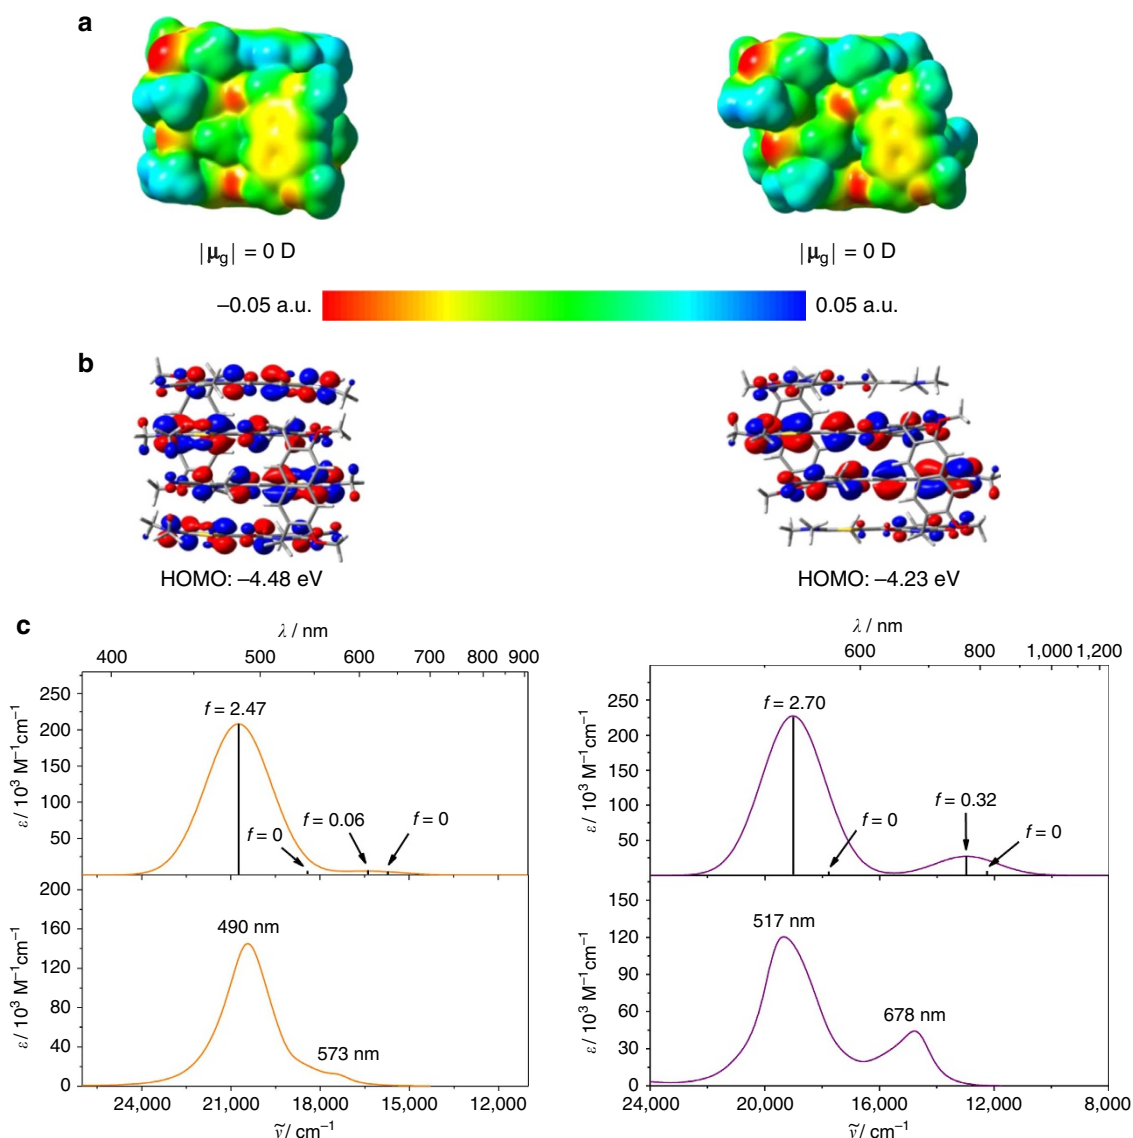 a
|μg| = 0 D
|μg| = 0 D
–0.05 a.u.
0.05 a.u.
b
HOMO: –4.48 eV
HOMO: –4.23 eV
c
λ / nm
400 500 600 700 800 900
ε / 10³ M⁻¹cm⁻¹
250
200
150
100
50
f = 2.47
f = 0
f = 0.06
f = 0
ε / 10³ M⁻¹cm⁻¹
200
160
120
80
40
0
490 nm
573 nm
24,000 21,000 18,000 15,000 12,000
ṽ / cm⁻¹
λ / nm
600 800 1,000 1,200
ε / 10³ M⁻¹cm⁻¹
250
200
150
100
50
f = 2.70
f = 0
f = 0.32
f = 0
ε / 10³ M⁻¹cm⁻¹
150
120
90
60
30
0
517 nm
678 nm
24,000 20,000 16,000 12,000 8,000
ṽ / cm⁻¹